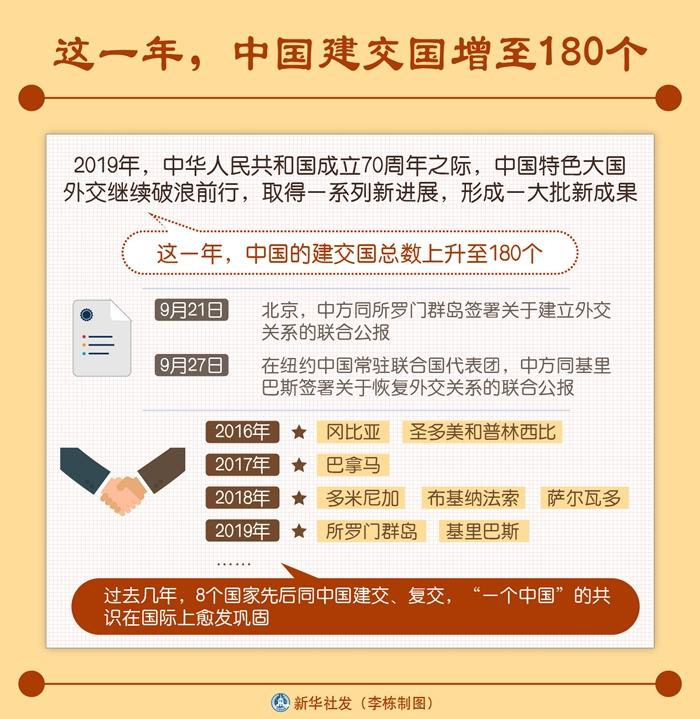 这一年，中国建交国增至180个
2019年，中华人民共和国成立70周年之际，中国特色大国
外交继续破浪前行，取得一系列新进展，形成一大批新成果
这一年，中国的建交国总数上升至180个
9月21日 北京，中方同所罗门群岛签署关于建立外交
关系的联合公报
9月27日 在纽约中国常驻联合国代表团，中方同基里
巴斯签署关于恢复外交关系的联合公报
2016年 ★ 冈比亚 圣多美和普林西比
2017年 ★ 巴拿马
2018年 ★ 多米尼加 布基纳法索 萨尔瓦多
2019年 ★ 所罗门群岛 基里巴斯
……
过去几年，8个国家先后同中国建交、复交，“一个中国”的共
识在国际上愈发巩固
新华社发（李栋制图）